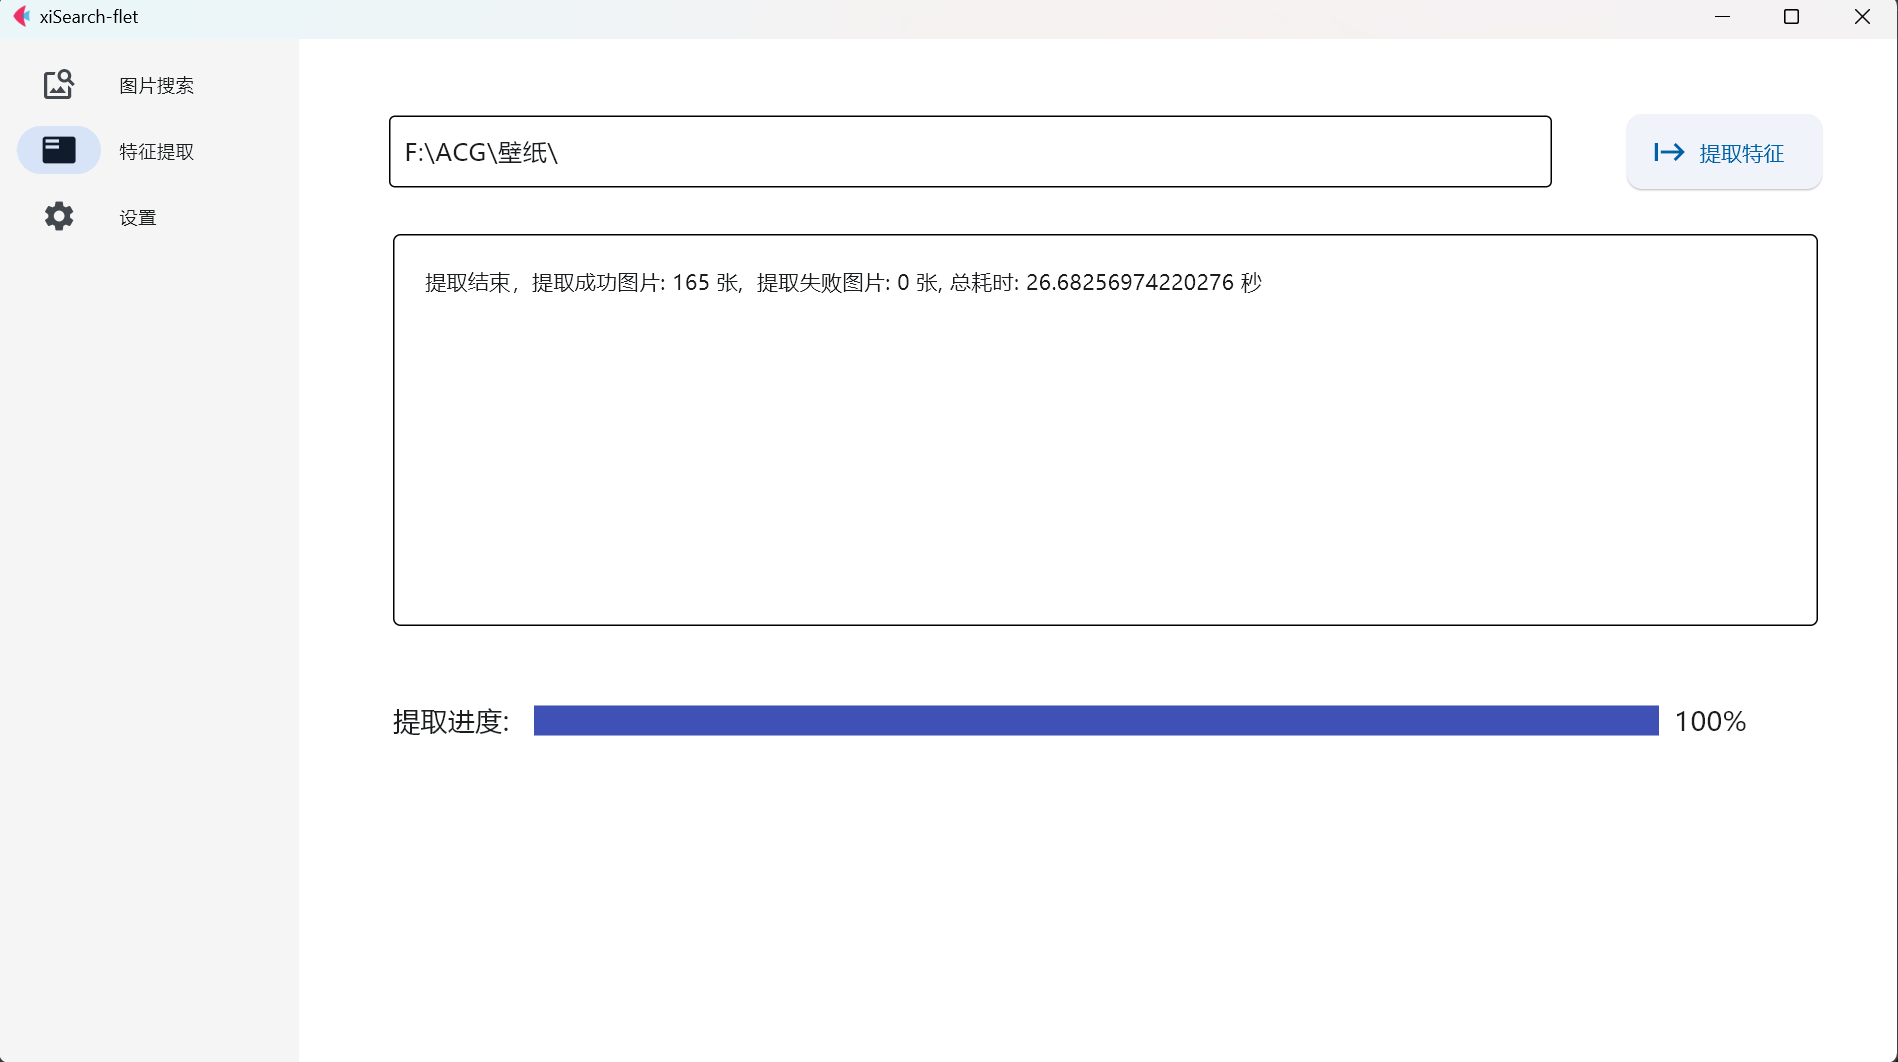 xiSearch-flet
图片搜索
特征提取
设置
F:\ACG\壁纸\
提取特征
提取结束，提取成功图片: 165 张，提取失败图片: 0 张, 总耗时: 26.68256974220276 秒
提取进度:
100%